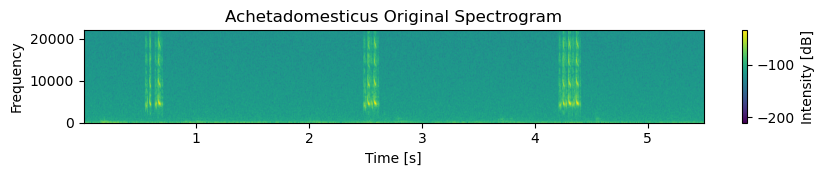 Achetadomesticus Original Spectrogram
Frequency
20000
10000
0
1
2
3
4
5
Time [s]
−100
−200
Intensity [dB]